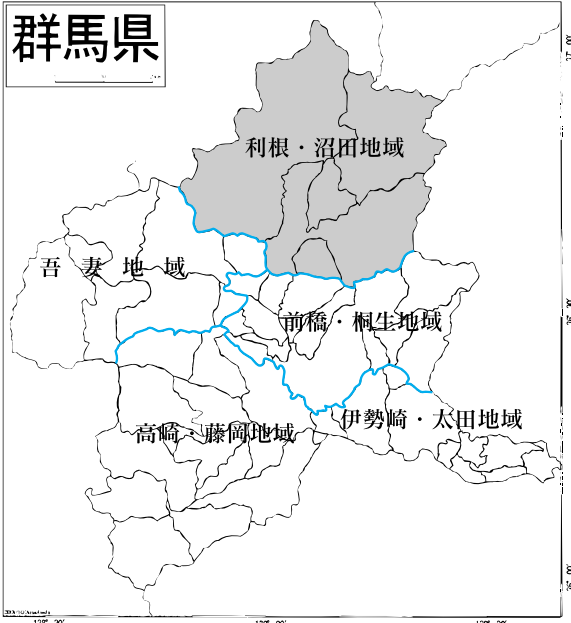 群馬県
利根・沼田地域
吾妻地域
前橋・桐生地域
伊勢崎・太田地域
高崎・藤岡地域